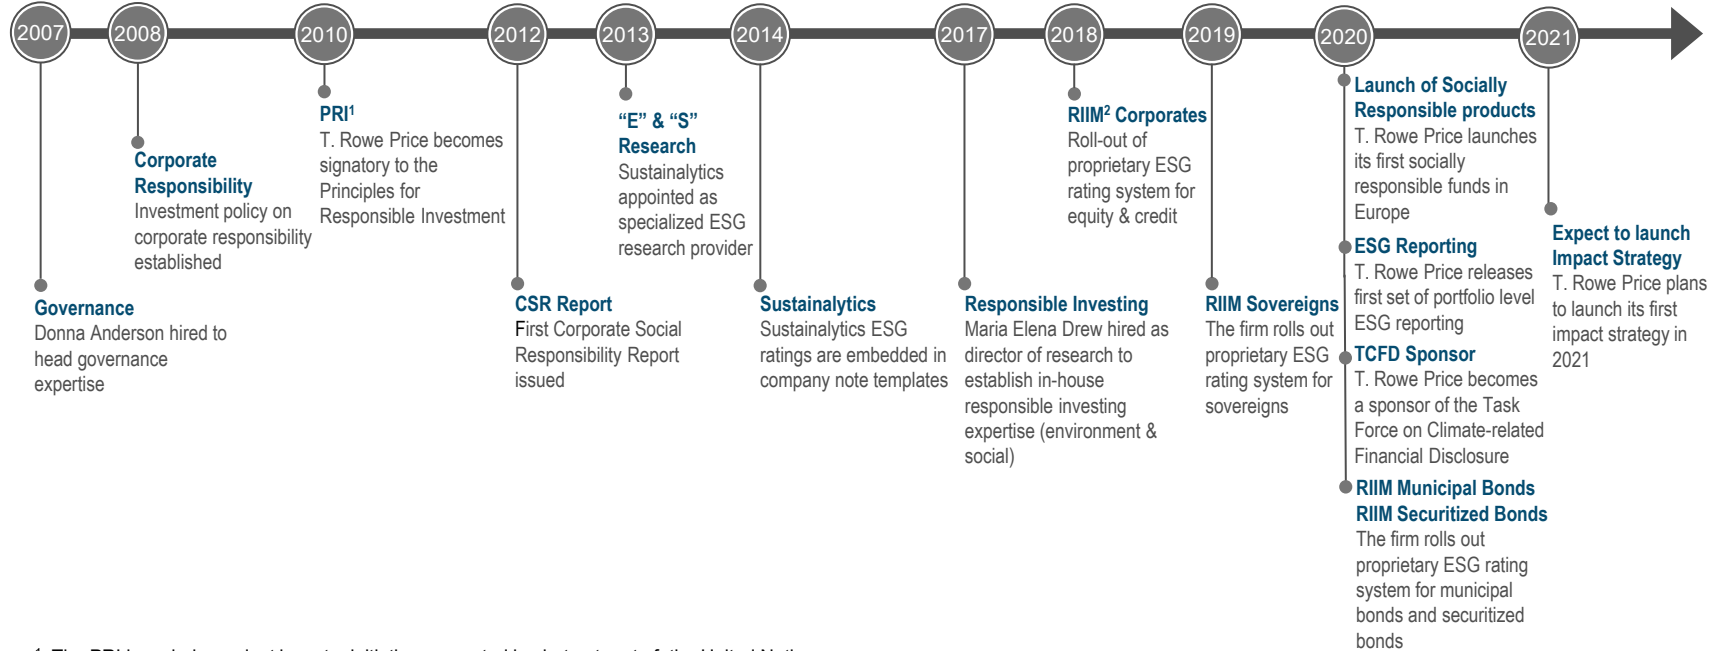 2007
2008
2010
2012
2013
2014
2017
2018
2019
2020
2021
Governance
Donna Anderson hired to
head governance
expertise
Corporate
Responsibility
Investment policy on
corporate responsibility
established
PRI¹
T. Rowe Price becomes
signatory to the
Principles for
Responsible Investment
CSR Report
First Corporate Social
Responsibility Report
issued
“E” & “S”
Research
Sustainalytics
appointed as
specialized ESG
research provider
Sustainalytics
Sustainalytics ESG
ratings are embedded in
company note templates
Responsible Investing
Maria Elena Drew hired as
director of research to
establish in-house
responsible investing
expertise (environment &
social)
RIIM² Corporates
Roll-out of
proprietary ESG
rating system for
equity & credit
RIIM Sovereigns
The firm rolls out
proprietary ESG
rating system for
sovereigns
Launch of Socially
Responsible products
T. Rowe Price launches
its first socially
responsible funds in
Europe
ESG Reporting
T. Rowe Price releases
first set of portfolio level
ESG reporting
TCFD Sponsor
T. Rowe Price becomes
a sponsor of the Task
Force on Climate-related
Financial Disclosure
RIIM Municipal Bonds
RIIM Securitized Bonds
The firm rolls out
proprietary ESG rating
system for municipal
bonds and securitized
bonds
Expect to launch
Impact Strategy
T. Rowe Price plans
to launch its first
impact strategy in
2021